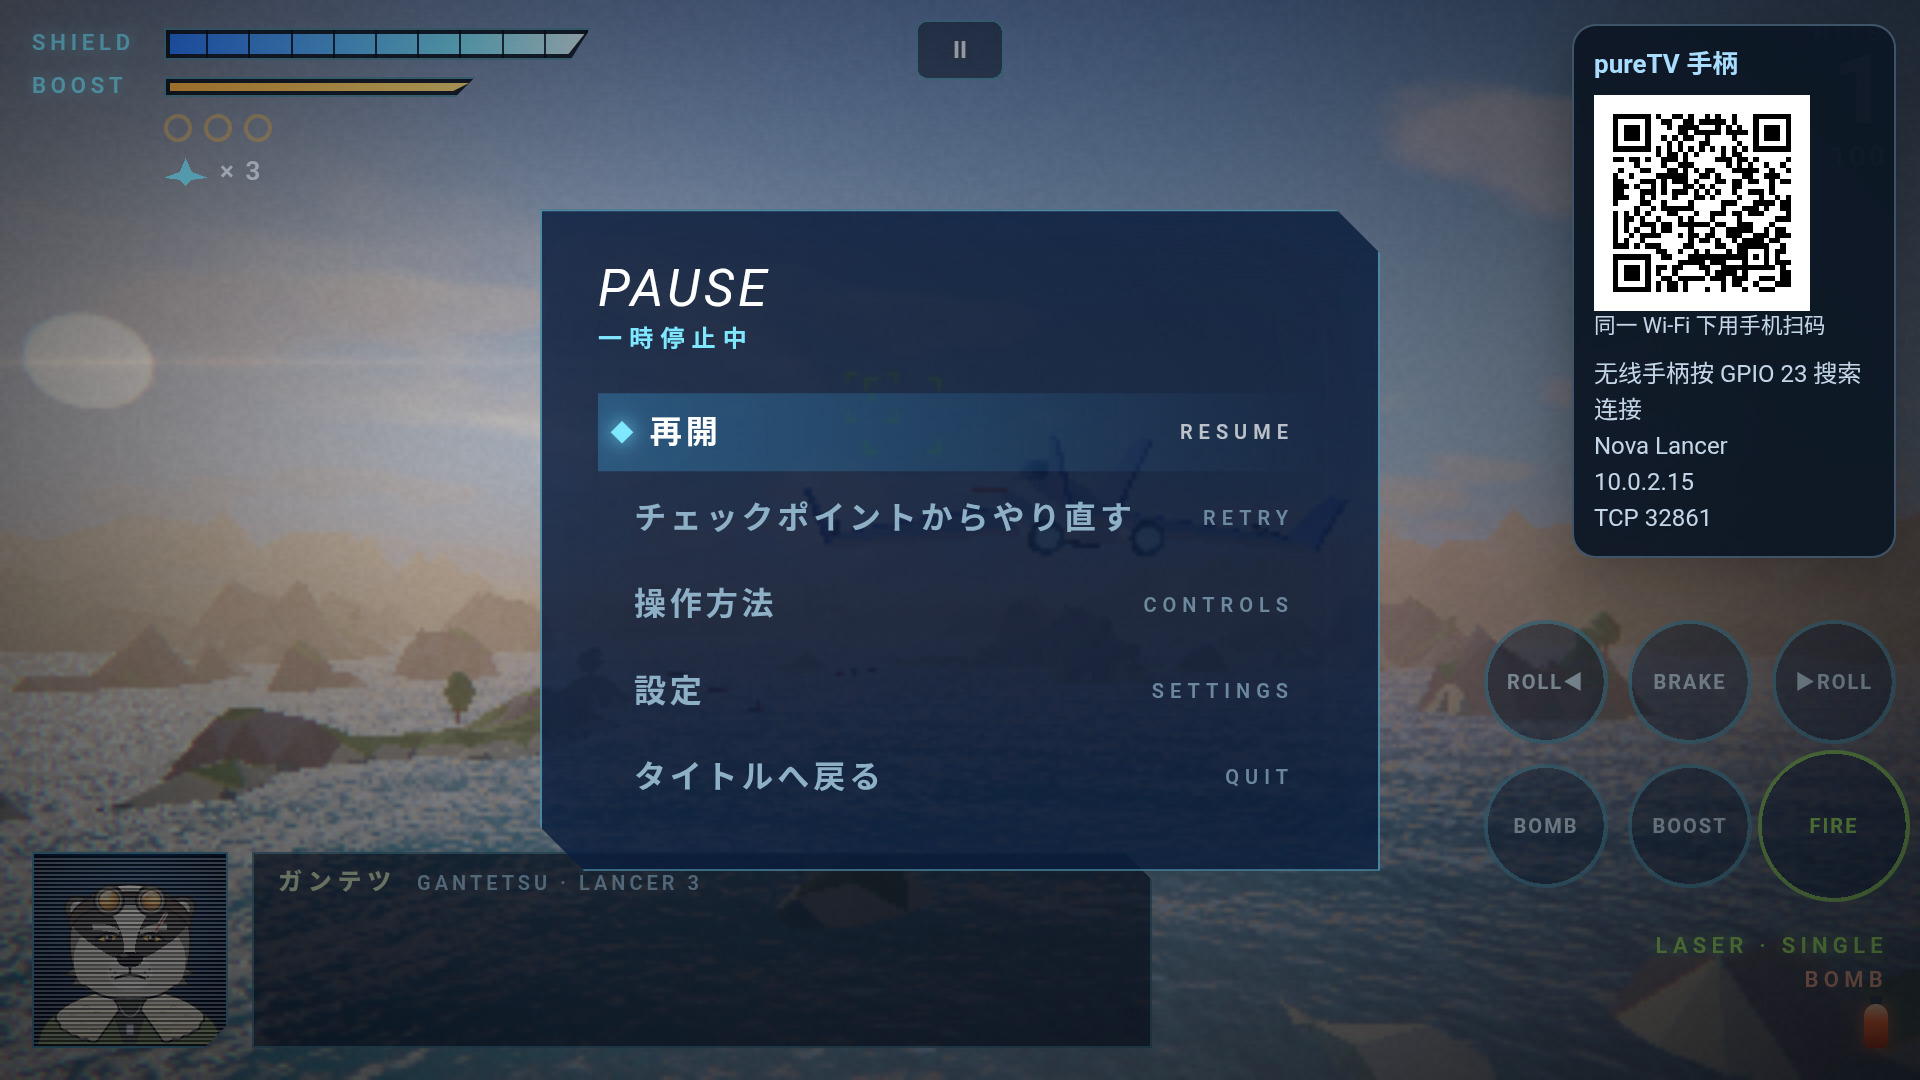 SHIELD
BOOST
× 3
PAUSE
一時停止中
再開 RESUME
チェックポイントからやり直す RETRY
操作方法 CONTROLS
設定 SETTINGS
タイトルへ戻る QUIT
pureTV 手柄
同一 Wi-Fi 下用手机扫码
无线手柄按 GPIO 23 搜索
连接
Nova Lancer
10.0.2.15
TCP 32861
ROLL◀ BRAKE ▶ROLL
BOMB BOOST FIRE
ガンテツ GANTETSU · LANCER 3
LASER · SINGLE
BOMB